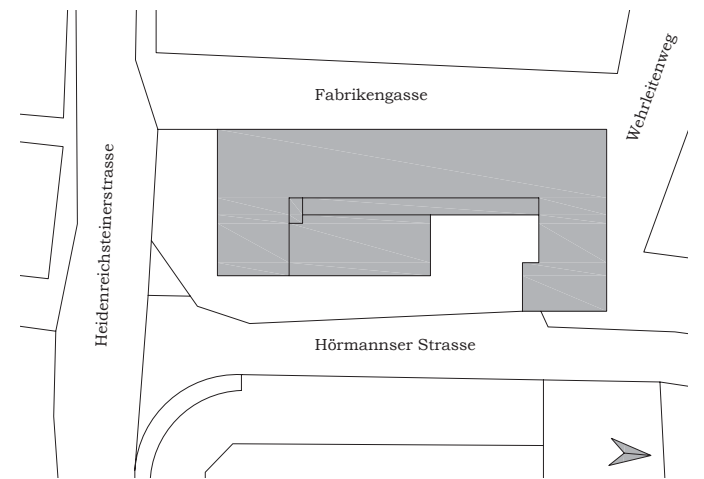 Fabrikengasse
Wehrleitenweg
Heidenreichsteinerstrasse
Hörmannser Strasse